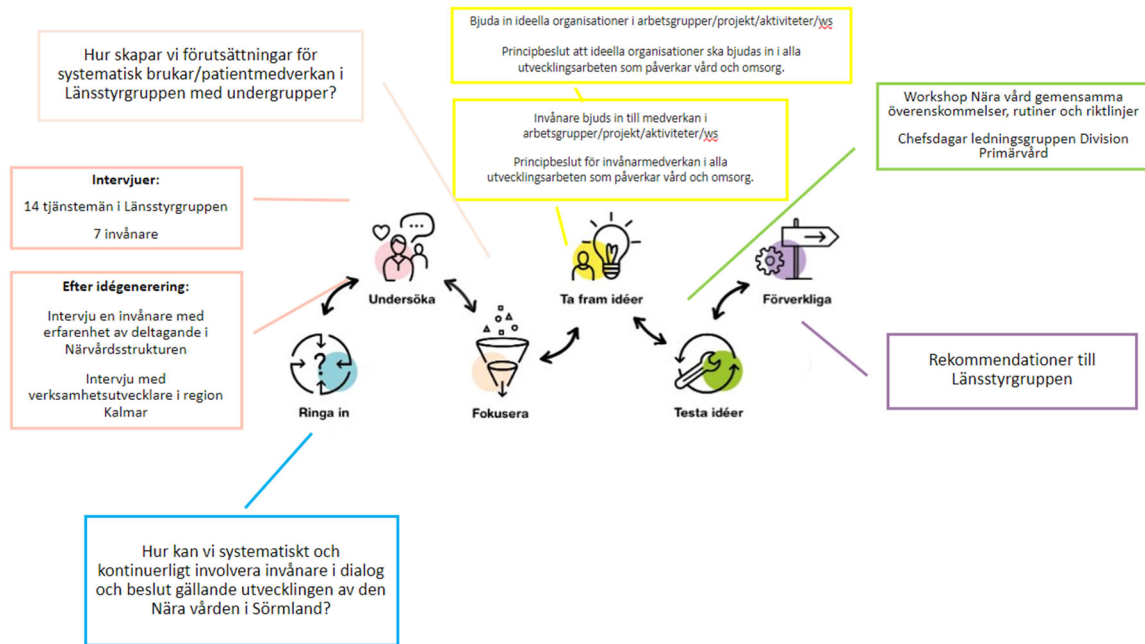 Hur skapar vi förutsättningar för
systematisk brukar/patientmedverkan i
Länsstyrgruppen med undergrupper?
Bjuda in ideella organisationer i arbetsgrupper/projekt/aktiviteter/ws
Principbeslut att ideella organisationer ska bjudas in i alla
utvecklingsarbeten som påverkar vård och omsorg.
Invånare bjuds in till medverkan i
arbetsgrupper/projekt/aktiviteter/ws
Principbeslut för invånarmedverkan i alla
utvecklingsarbeten som påverkar vård och omsorg.
Workshop Nära vård gemensamma
överenskommelser, rutiner och riktlinjer
Chefsdagar ledningsgruppen Division
Primärvård
Intervjuer:
14 tjänstemän i Länsstyrgruppen
7 invånare
Efter idégenerering:
Intervju en invånare med
erfarenhet av deltagande i
Närvårdsstrukturen
Intervju med
verksamhetsutvecklare i region
Kalmar
Undersöka
Ta fram idéer
Förverkliga
?
Ringa in
Fokusera
Testa idéer
Rekommendationer till
Länsstyrgruppen
Hur kan vi systematiskt och
kontinuerligt involvera invånare i dialog
och beslut gällande utvecklingen av den
Nära vården i Sörmland?